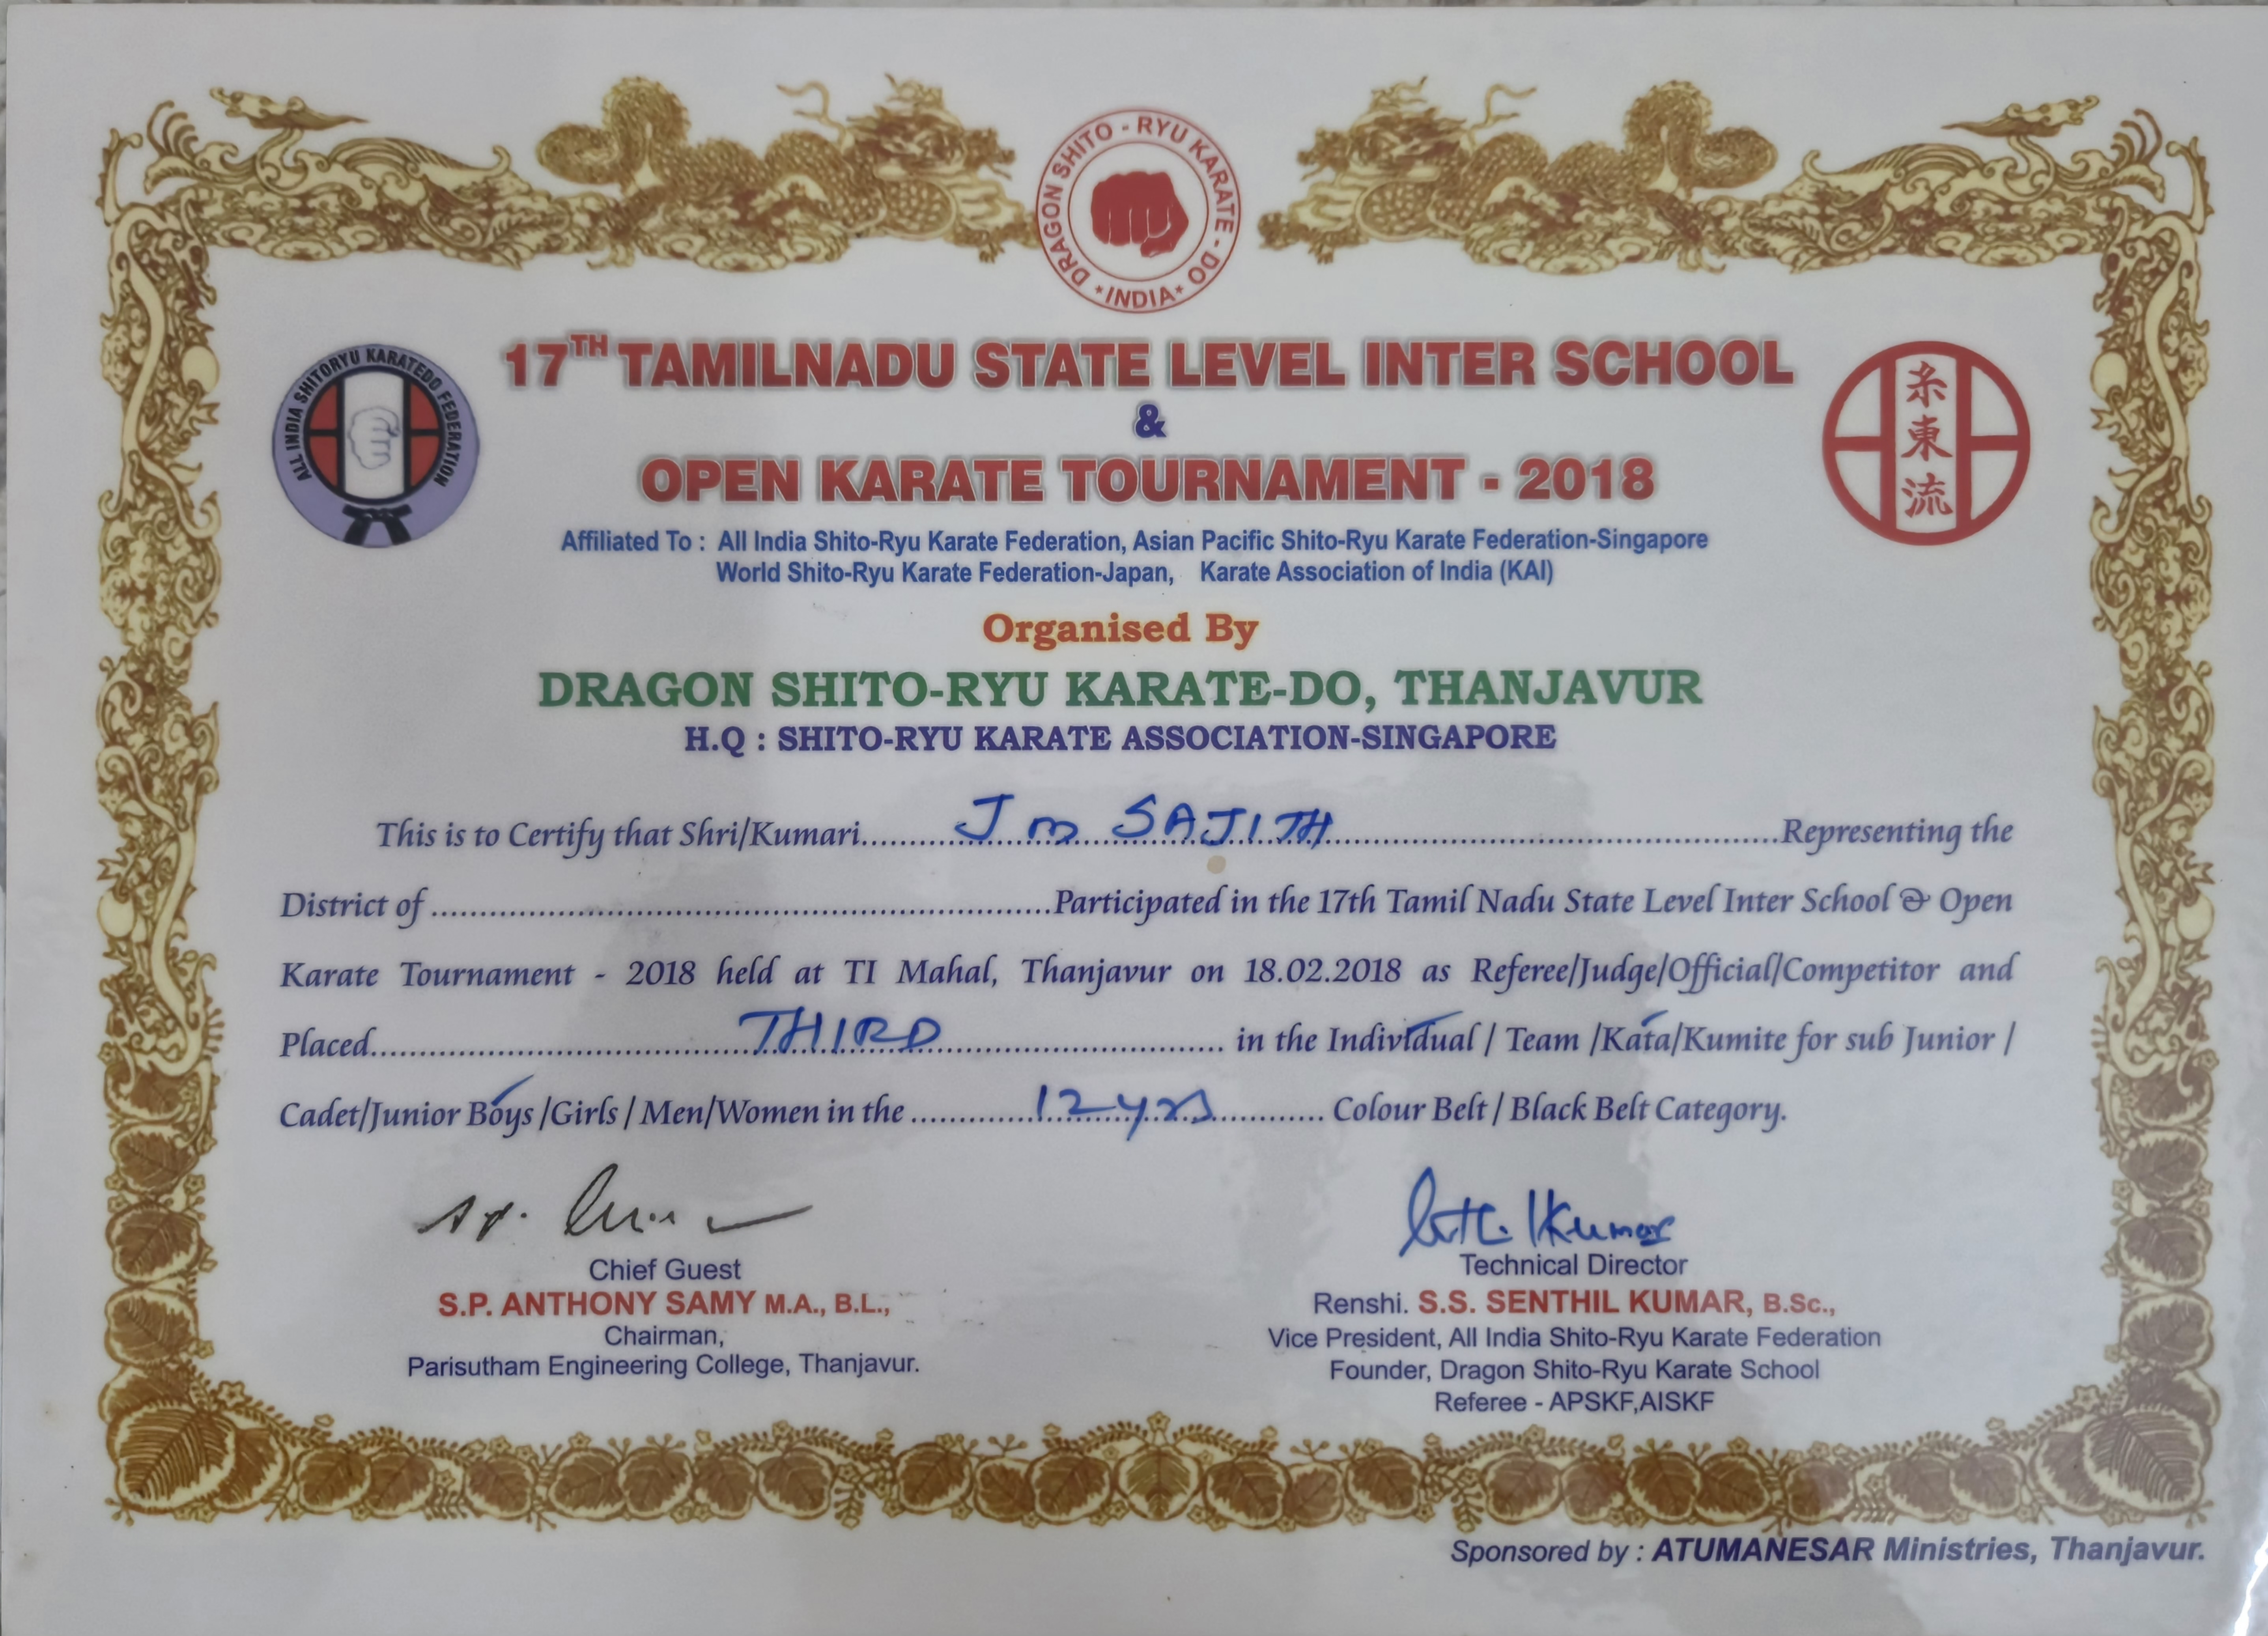 DRAGON SHITO - RYU KARATE - DO
* INDIA *
ALL INDIA SHITORYU KARATEDO FEDERATION
17TH TAMILNADU STATE LEVEL INTER SCHOOL
&
OPEN KARATE TOURNAMENT - 2018
糸
東
流
Affiliated To : All India Shito-Ryu Karate Federation, Asian Pacific Shito-Ryu Karate Federation-Singapore
World Shito-Ryu Karate Federation-Japan, Karate Association of India (KAI)
Organised By
DRAGON SHITO-RYU KARATE-DO, THANJAVUR
H.Q : SHITO-RYU KARATE ASSOCIATION-SINGAPORE
This is to Certify that Shri/Kumari..........J m SAJITH..........Representing the
District of ....................Participated in the 17th Tamil Nadu State Level Inter School & Open
Karate Tournament - 2018 held at TI Mahal, Thanjavur on 18.02.2018 as Referee/Judge/Official/Competitor and
Placed..........THIRD.......... in the Individual / Team /Kata/Kumite for sub Junior /
Cadet/Junior Boys /Girls / Men/Women in the ..........12 yrs.......... Colour Belt / Black Belt Category.
Kumar
Chief Guest
S.P. ANTHONY SAMY M.A., B.L.,
Chairman,
Parisutham Engineering College, Thanjavur.
Technical Director
Renshi. S.S. SENTHIL KUMAR, B.Sc.,
Vice President, All India Shito-Ryu Karate Federation
Founder, Dragon Shito-Ryu Karate School
Referee - APSKF,AISKF
Sponsored by : ATUMANESAR Ministries, Thanjavur.